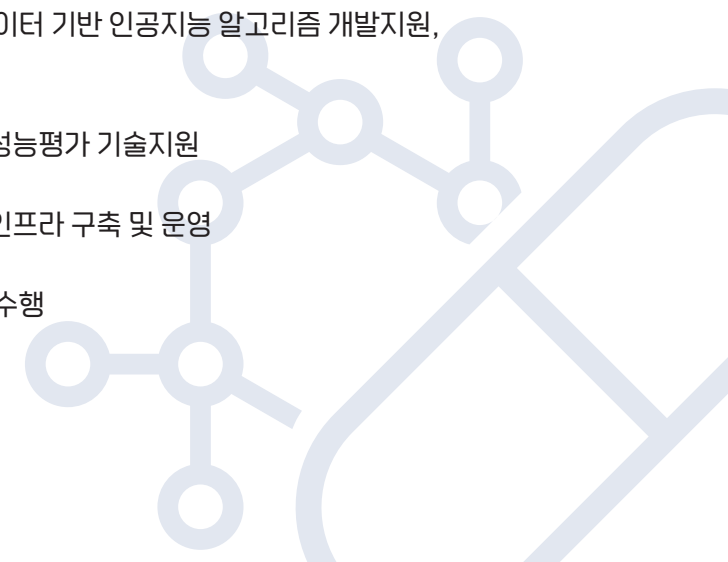 이터 기반 인공지능 알고리즘 개발지원,
성능평가 기술지원
인프라 구축 및 운영
수행